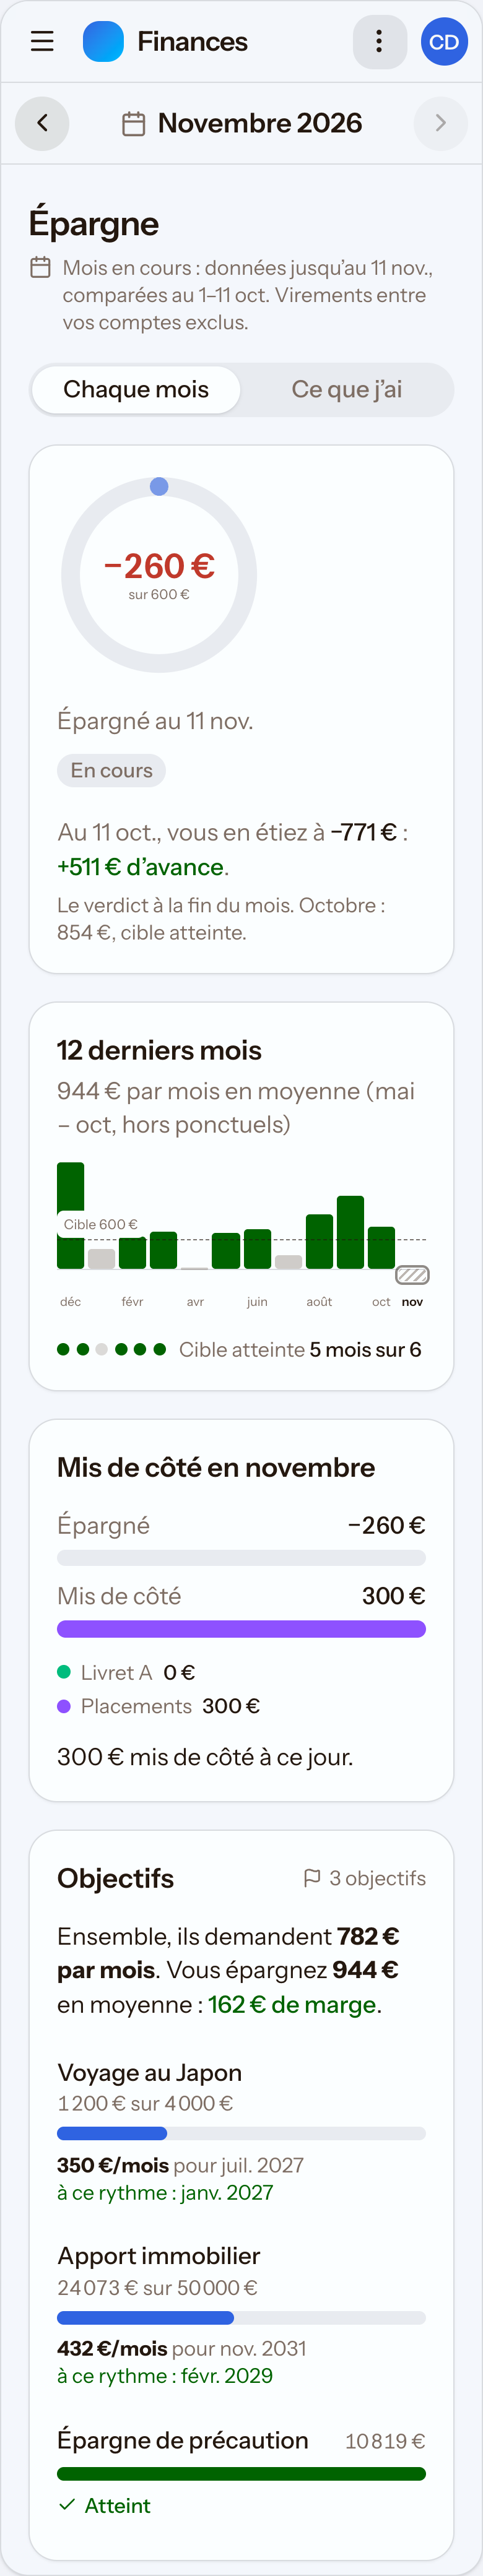 Finances
CD
Novembre 2026
Épargne
Mois en cours : données jusqu’au 11 nov.,
comparées au 1–11 oct. Virements entre
vos comptes exclus.
Chaque mois
Ce que j’ai
−260 €
sur 600 €
Épargné au 11 nov.
En cours
Au 11 oct., vous en étiez à −771 € :
+511 € d’avance.
Le verdict à la fin du mois. Octobre :
854 €, cible atteinte.
12 derniers mois
944 € par mois en moyenne (mai
– oct, hors ponctuels)
Cible 600 €
déc févr avr juin août oct nov
Cible atteinte 5 mois sur 6
Mis de côté en novembre
Épargné −260 €
Mis de côté 300 €
Livret A 0 €
Placements 300 €
300 € mis de côté à ce jour.
Objectifs 3 objectifs
Ensemble, ils demandent 782 €
par mois. Vous épargnez 944 €
en moyenne : 162 € de marge.
Voyage au Japon
1 200 € sur 4 000 €
350 €/mois pour juil. 2027
à ce rythme : janv. 2027
Apport immobilier
24 073 € sur 50 000 €
432 €/mois pour nov. 2031
à ce rythme : févr. 2029
Épargne de précaution 10 819 €
Atteint